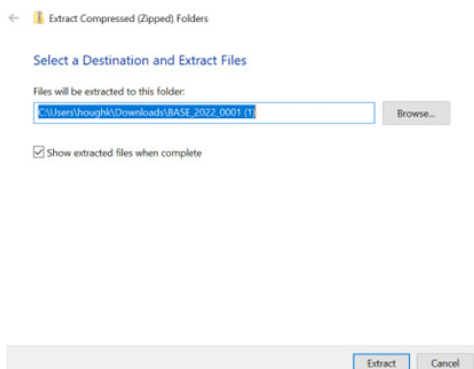 Extract Compressed (Zipped) Folders
Select a Destination and Extract Files
Files will be extracted to this folder:
C:\Users\houghk\Downloads\BASE_2022_0001 (1)
Browse...
Show extracted files when complete
Extract Cancel